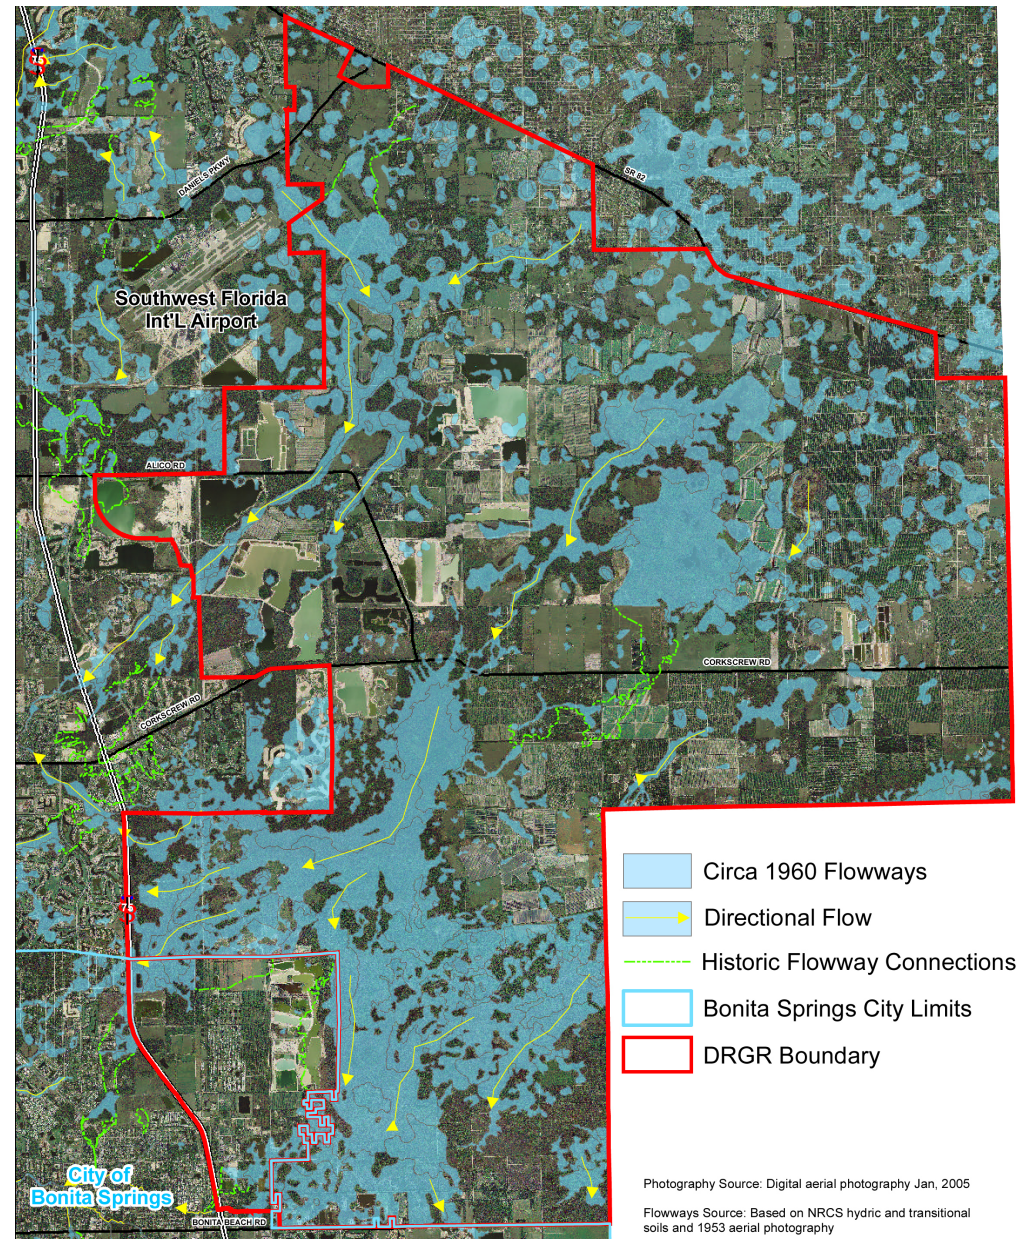 75
DANIELS PKWY
SR 82
Southwest Florida
Int'L Airport
ALICO RD
CORKSCREW RD
CORKSCREW RD
75
Circa 1960 Flowways
Directional Flow
Historic Flowway Connections
Bonita Springs City Limits
DRGR Boundary
City of
Bonita Springs
BONITA BEACH RD
Photography Source: Digital aerial photography Jan, 2005
Flowways Source: Based on NRCS hydric and transitional
soils and 1953 aerial photography